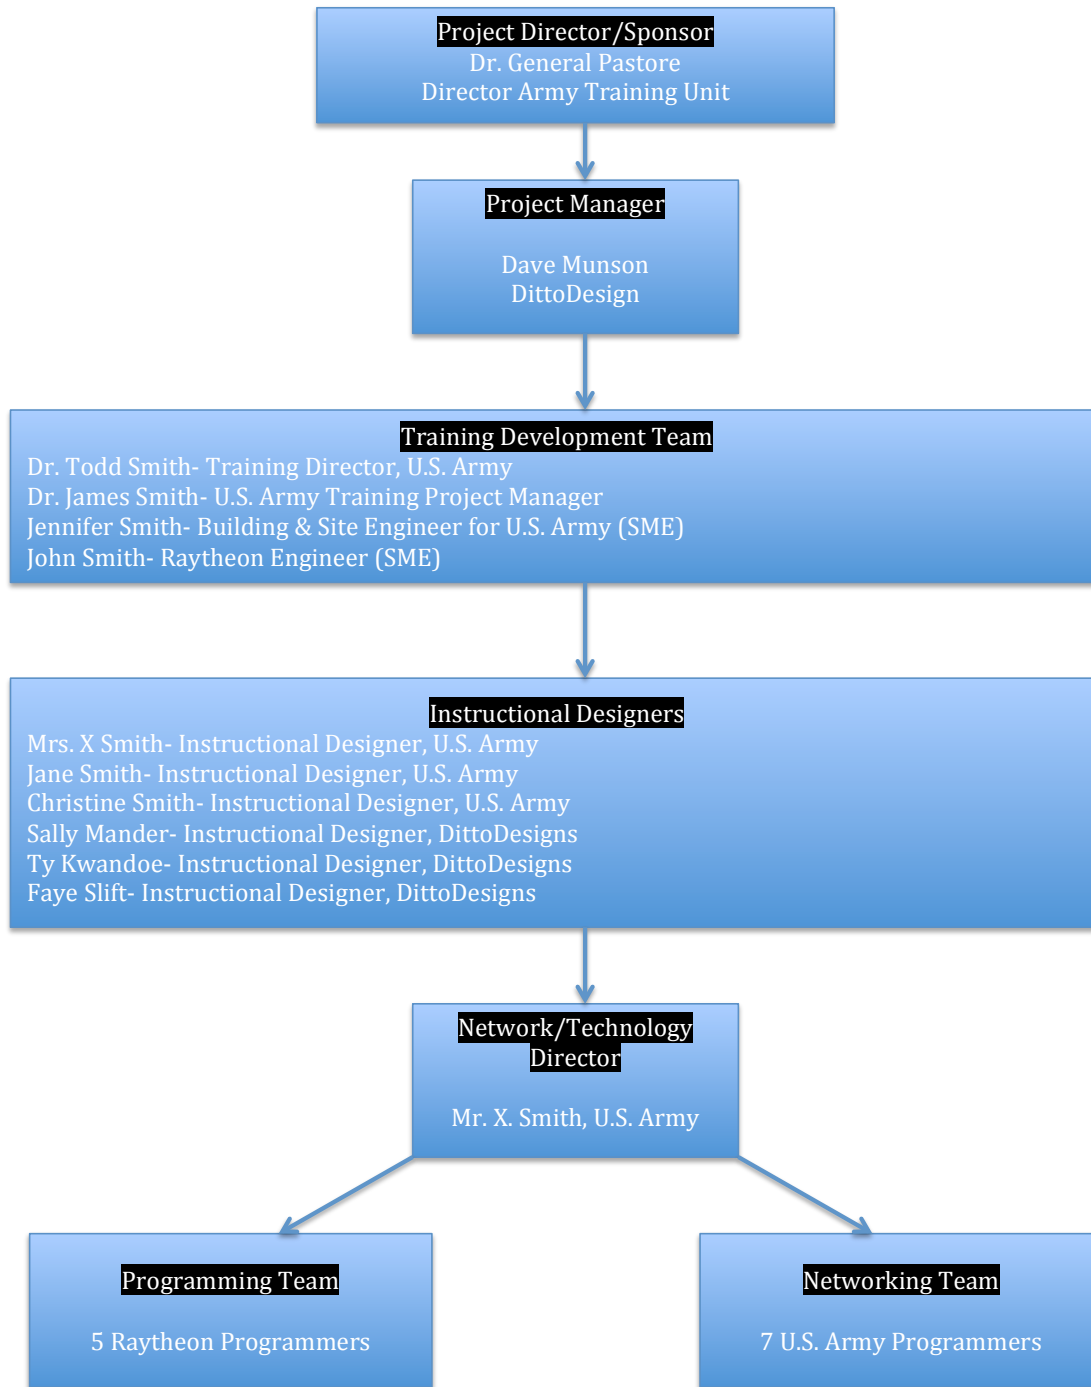 Project Director/Sponsor
Dr. General Pastore
Director Army Training Unit
Project Manager
Dave Munson
DittoDesign
Training Development Team
Dr. Todd Smith- Training Director, U.S. Army
Dr. James Smith- U.S. Army Training Project Manager
Jennifer Smith- Building & Site Engineer for U.S. Army (SME)
John Smith- Raytheon Engineer (SME)
Instructional Designers
Mrs. X Smith- Instructional Designer, U.S. Army
Jane Smith- Instructional Designer, U.S. Army
Christine Smith- Instructional Designer, U.S. Army
Sally Mander- Instructional Designer, DittoDesigns
Ty Kwandoe- Instructional Designer, DittoDesigns
Faye Slift- Instructional Designer, DittoDesigns
Network/Technology
Director
Mr. X. Smith, U.S. Army
Programming Team
5 Raytheon Programmers
Networking Team
7 U.S. Army Programmers